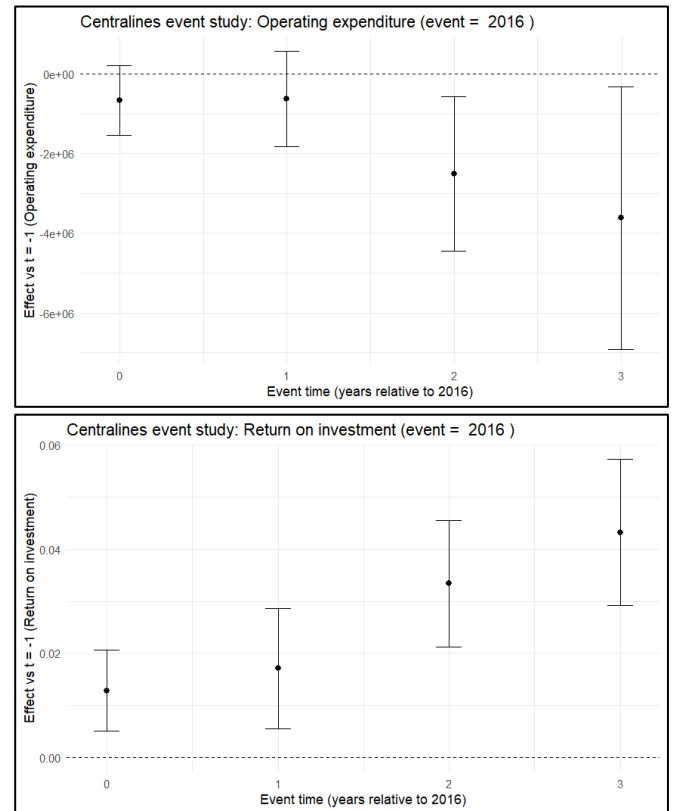 Centralines event study: Operating expenditure (event =  2016 )
Effect vs t = -1 (Operating expenditure)
0e+00
-2e+06
-4e+06
-6e+06
0 1 2 3
Event time (years relative to 2016)
Centralines event study: Return on investment (event =  2016 )
Effect vs t = -1 (Return on investment)
0.06
0.04
0.02
0.00
0 1 2 3
Event time (years relative to 2016)